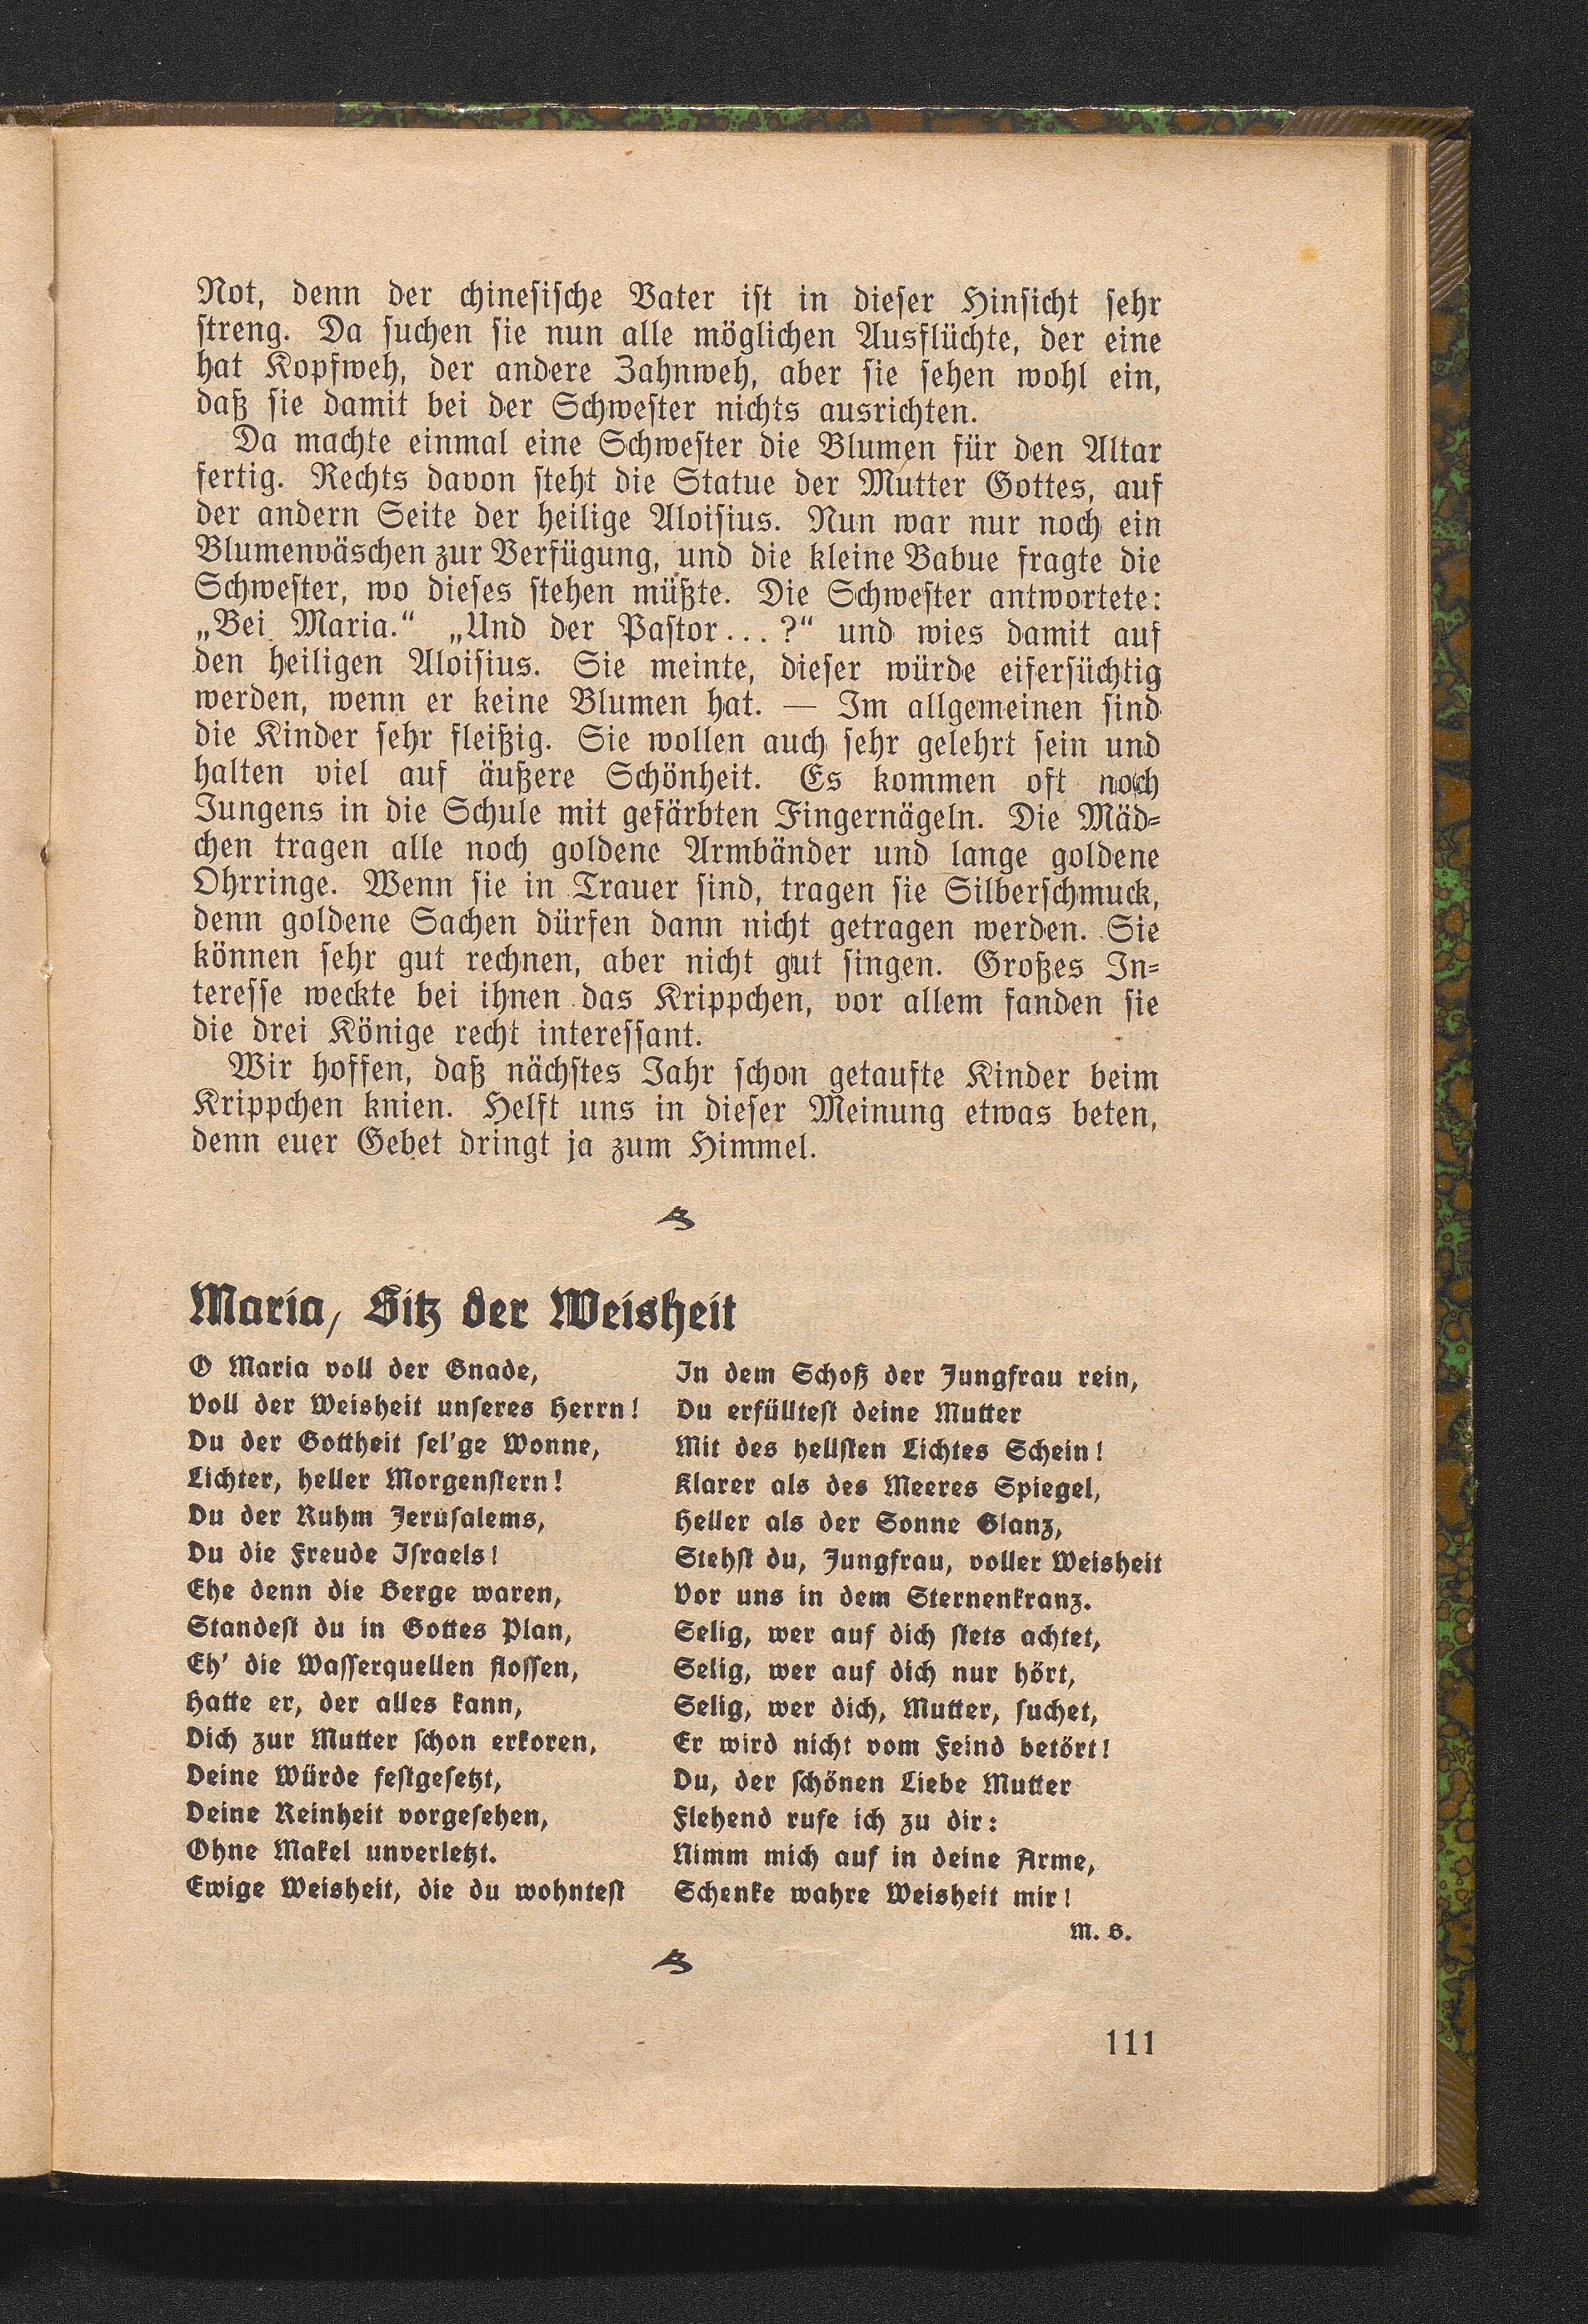 Not, denn der chinesische Vater ist in dieser Hinsicht sehr
streng. Da suchen sie nun alle möglichen Ausflüchte, der eine
hat Kopfweh, der andere Zahnweh, aber sie sehen wohl ein,
daß sie damit bei der Schwester nichts ausrichten.
Da machte einmal eine Schwester die Blumen für den Altar
fertig. Rechts davon steht die Statue der Mutter Gottes, auf
der andern Seite der heilige Aloisius. Nun war nur noch ein
Blumenväschen zur Verfügung, und die kleine Babue fragte die
Schwester, wo dieses stehen müßte. Die Schwester antwortete:
„Bei Maria.“ „Und der Pastor...?“ und wies damit auf
den heiligen Aloisius. Sie meinte, dieser würde eifersüchtig
werden, wenn er keine Blumen hat. — Im allgemeinen sind
die Kinder sehr fleißig. Sie wollen auch sehr gelehrt sein und
halten viel auf äußere Schönheit. Es kommen oft noch
Jungens in die Schule mit gefärbten Fingernägeln. Die Mäd-
chen tragen alle noch goldene Armbänder und lange goldene
Ohrringe. Wenn sie in Trauer sind, tragen sie Silberschmuck,
denn goldene Sachen dürfen dann nicht getragen werden. Sie
können sehr gut rechnen, aber nicht gut singen. Großes In-
teresse weckte bei ihnen das Krippchen, vor allem fanden sie
die drei Könige recht interessant.
Wir hoffen, daß nächstes Jahr schon getaufte Kinder beim
Krippchen knien. Helft uns in dieser Meinung etwas beten,
denn euer Gebet dringt ja zum Himmel.
Maria, Sitz der Weisheit
O Maria voll der Gnade,
Voll der Weisheit unseres Herrn!
Du der Gottheit sel'ge Wonne,
Lichter, heller Morgenstern!
Du der Ruhm Jerusalems,
Du die Freude Israels!
Ehe denn die Berge waren,
Standest du in Gottes Plan,
Eh' die Wasserquellen flossen,
Hatte er, der alles kann,
Dich zur Mutter schon erkoren,
Deine Würde festgesetzt,
Deine Reinheit vorgesehen,
Ohne Makel unverletzt.
Ewige Weisheit, die du wohntest
In dem Schoß der Jungfrau rein,
Du erfülltest deine Mutter
Mit des hellsten Lichtes Schein!
Klarer als des Meeres Spiegel,
Heller als der Sonne Glanz,
Stehst du, Jungfrau, voller Weisheit
Vor uns in dem Sternenkranz.
Selig, wer auf dich stets achtet,
Selig, wer auf dich nur hört,
Selig, wer dich, Mutter, suchet,
Er wird nicht vom Feind betört!
Du, der schönen Liebe Mutter
Flehend rufe ich zu dir:
Nimm mich auf in deine Arme,
Schenke wahre Weisheit mir!
M. B.
111